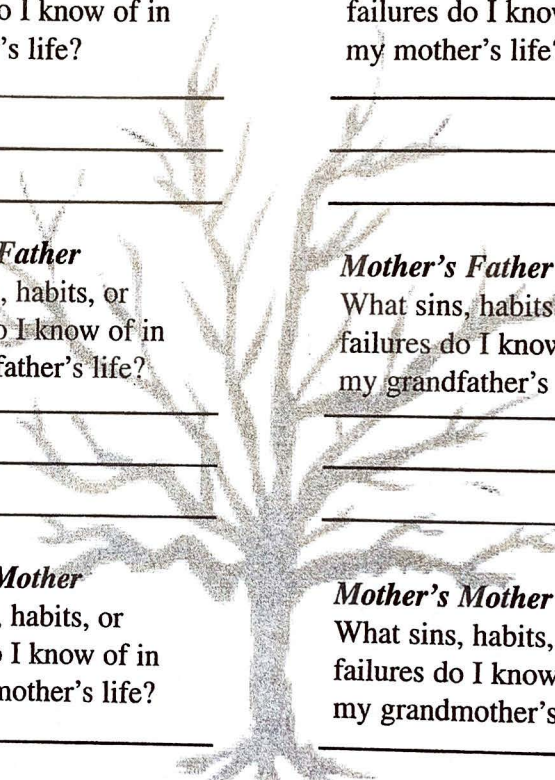 o I know of in
's life?
Father
, habits, or
o I know of in
father's life?
Mother
, habits, or
o I know of in
mother's life?
failures do I know
my mother's life?
Mother's Father
What sins, habits
failures do I know
my grandfather's
Mother's Mother
What sins, habits,
failures do I know
my grandmother's